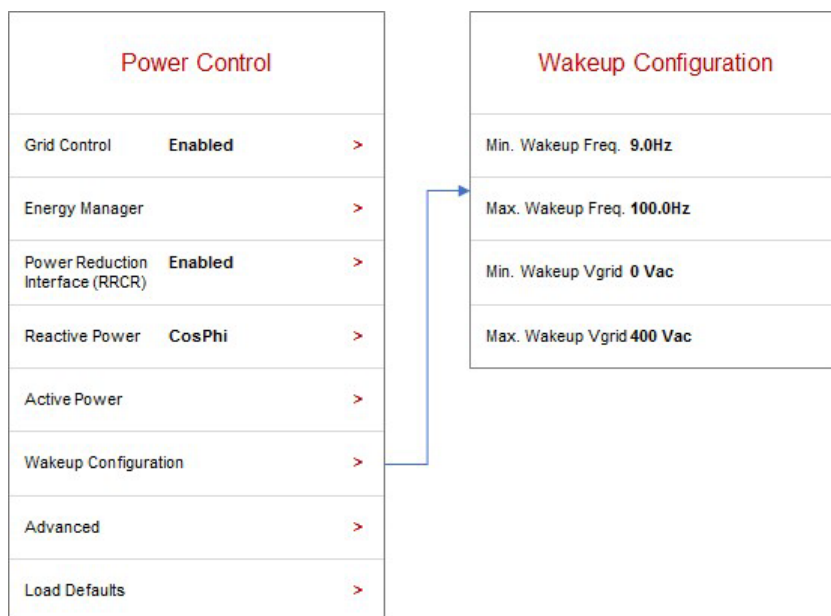 Power Control
Grid Control Enabled >
Energy Manager >
Power Reduction Enabled >
Interface (RRCR)
Reactive Power CosPhi >
Active Power >
Wakeup Configuration >
Advanced >
Load Defaults >
Wakeup Configuration
Min. Wakeup Freq. 9.0Hz
Max. Wakeup Freq. 100.0Hz
Min. Wakeup Vgrid 0 Vac
Max. Wakeup Vgrid 400 Vac